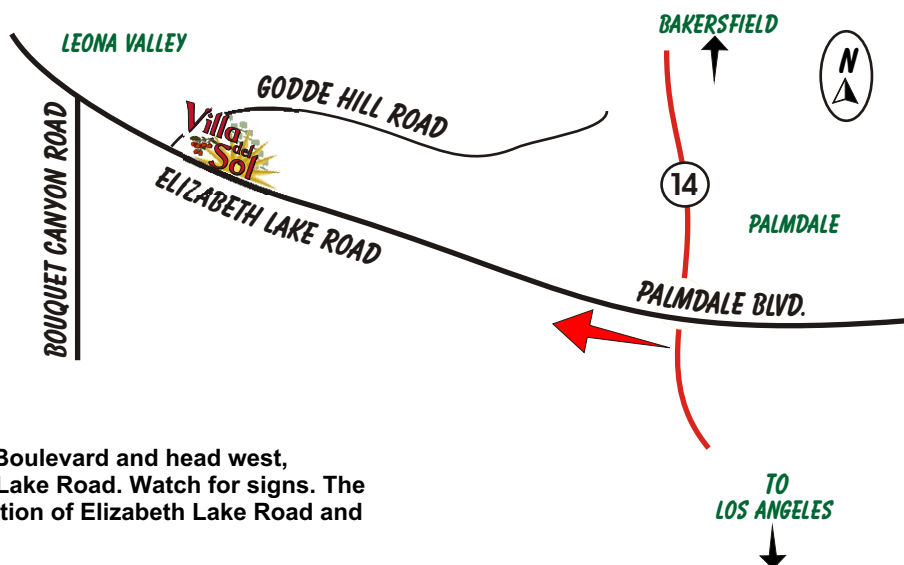 LEONA VALLEY
BAKERSFIELD
N
GODDE HILL ROAD
Villa
del
Sol
14
BOUQUET CANYON ROAD
ELIZABETH LAKE ROAD
PALMDALE
PALMDALE BLVD.
Boulevard and head west,
Lake Road. Watch for signs. The
tion of Elizabeth Lake Road and
TO
LOS ANGELES